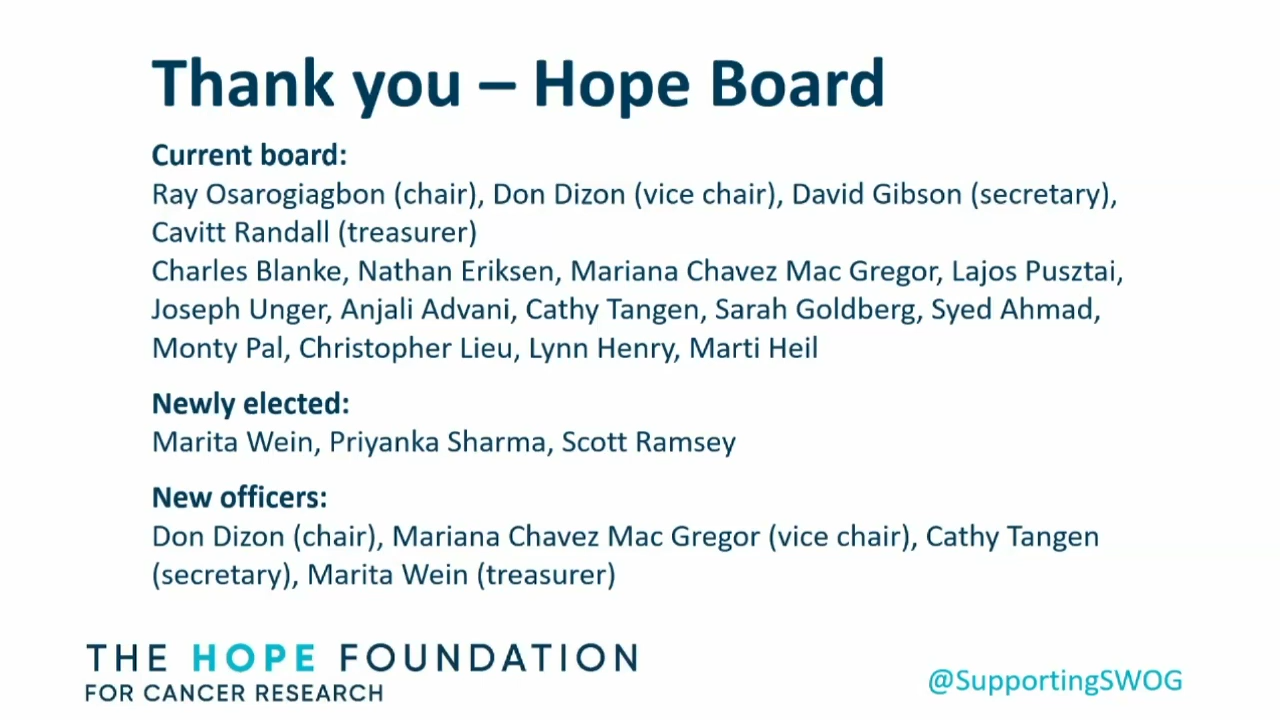 Thank you – Hope Board
Current board:
Ray Osarogiagbon (chair), Don Dizon (vice chair), David Gibson (secretary),
Cavitt Randall (treasurer)
Charles Blanke, Nathan Eriksen, Mariana Chavez Mac Gregor, Lajos Pusztai,
Joseph Unger, Anjali Advani, Cathy Tangen, Sarah Goldberg, Syed Ahmad,
Monty Pal, Christopher Lieu, Lynn Henry, Marti Heil
Newly elected:
Marita Wein, Priyanka Sharma, Scott Ramsey
New officers:
Don Dizon (chair), Mariana Chavez Mac Gregor (vice chair), Cathy Tangen
(secretary), Marita Wein (treasurer)
THE HOPE FOUNDATION
FOR CANCER RESEARCH
@SupportingSWOG